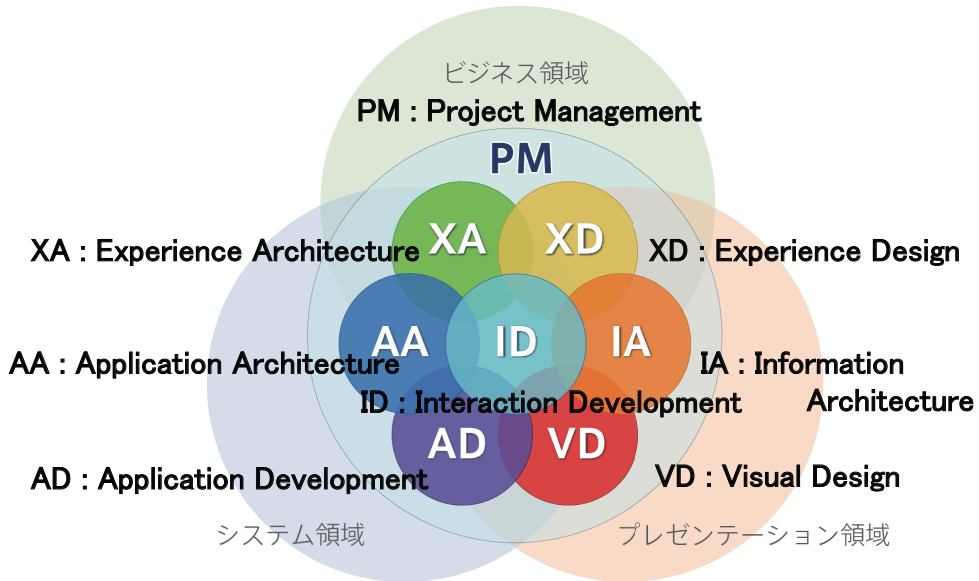 ビジネス領域
PM : Project Management
PM
XA
XD
XA : Experience Architecture
XD : Experience Design
AA
ID
IA
AA : Application Architecture
IA : Information
Architecture
ID : Interaction Development
AD
VD
AD : Application Development
VD : Visual Design
システム領域
プレゼンテーション領域